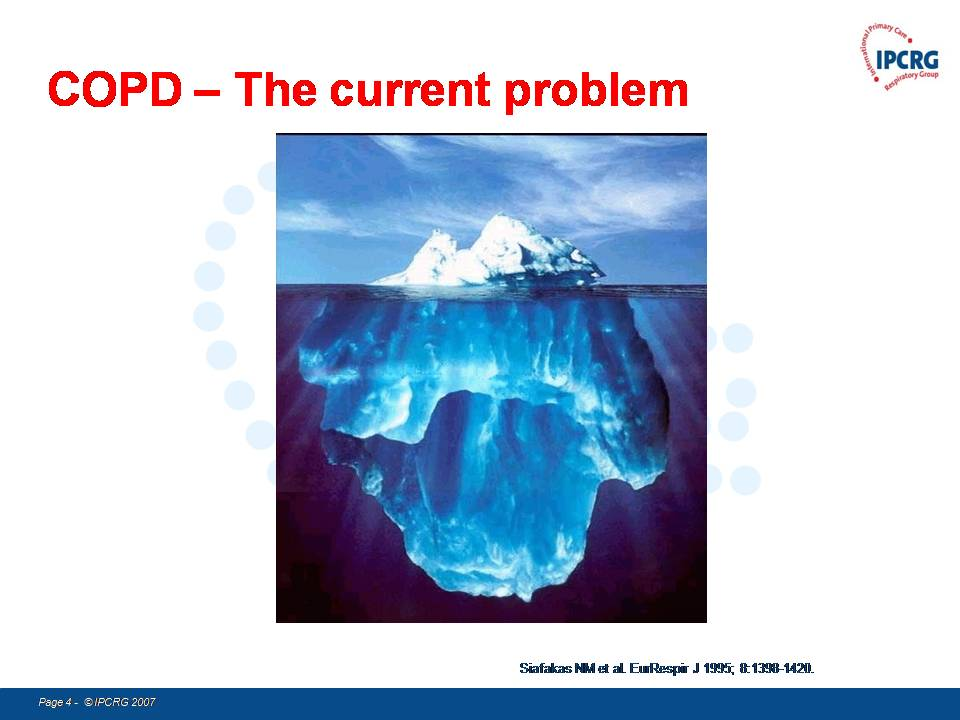 International Primary Care
IPCRG
Respiratory Group
COPD – The current problem
Siafakas NM et al. EurRespir J 1995; 8:1398-1420.
Page 4 - © IPCRG 2007